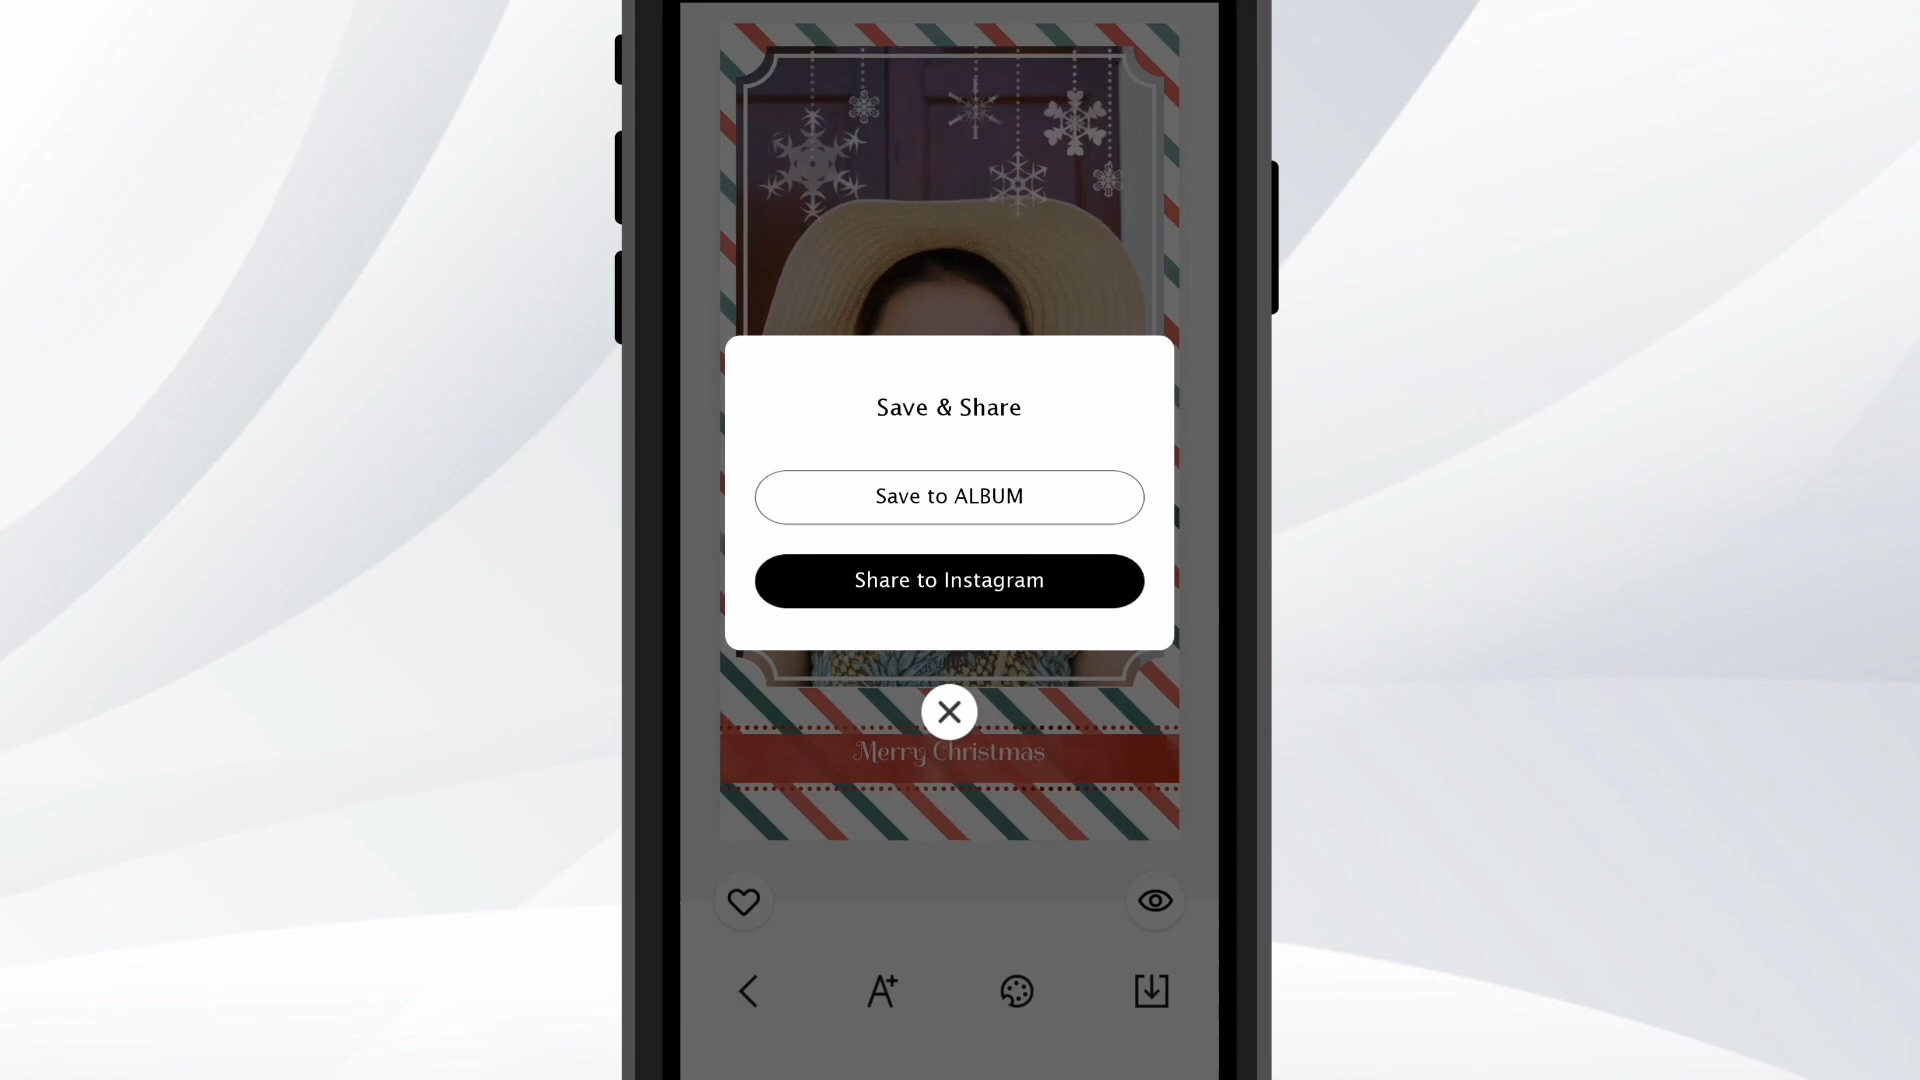 Save & Share
Save to ALBUM
Share to Instagram
Merry Christmas
A+